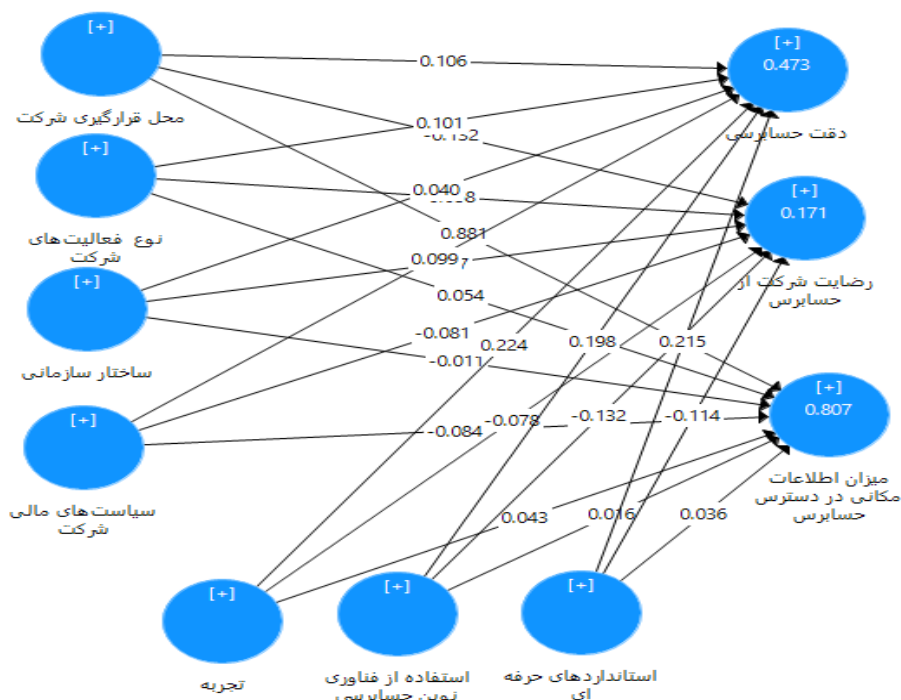 [+]
محل قرارگیری شرکت
[+]
نوع فعالیت‌های
شرکت
[+]
ساختار سازمانی
[+]
سیاست‌های مالی
شرکت
[+]
تجربه
[+]
استفاده از فناوری
نوین حسابرسی
[+]
استانداردهای حرفه
ای
[+]
0.473
دقت حسابرسی
[+]
0.171
رضایت شرکت از
حسابرس
[+]
0.807
میزان اطلاعات
مکانی در دسترس
حسابرس
0.106
0.101
0.040
0.881
0.099
0.054
-0.081
-0.011
0.224
0.198
0.215
-0.084
-0.078
-0.132
-0.114
0.043
0.016
0.036